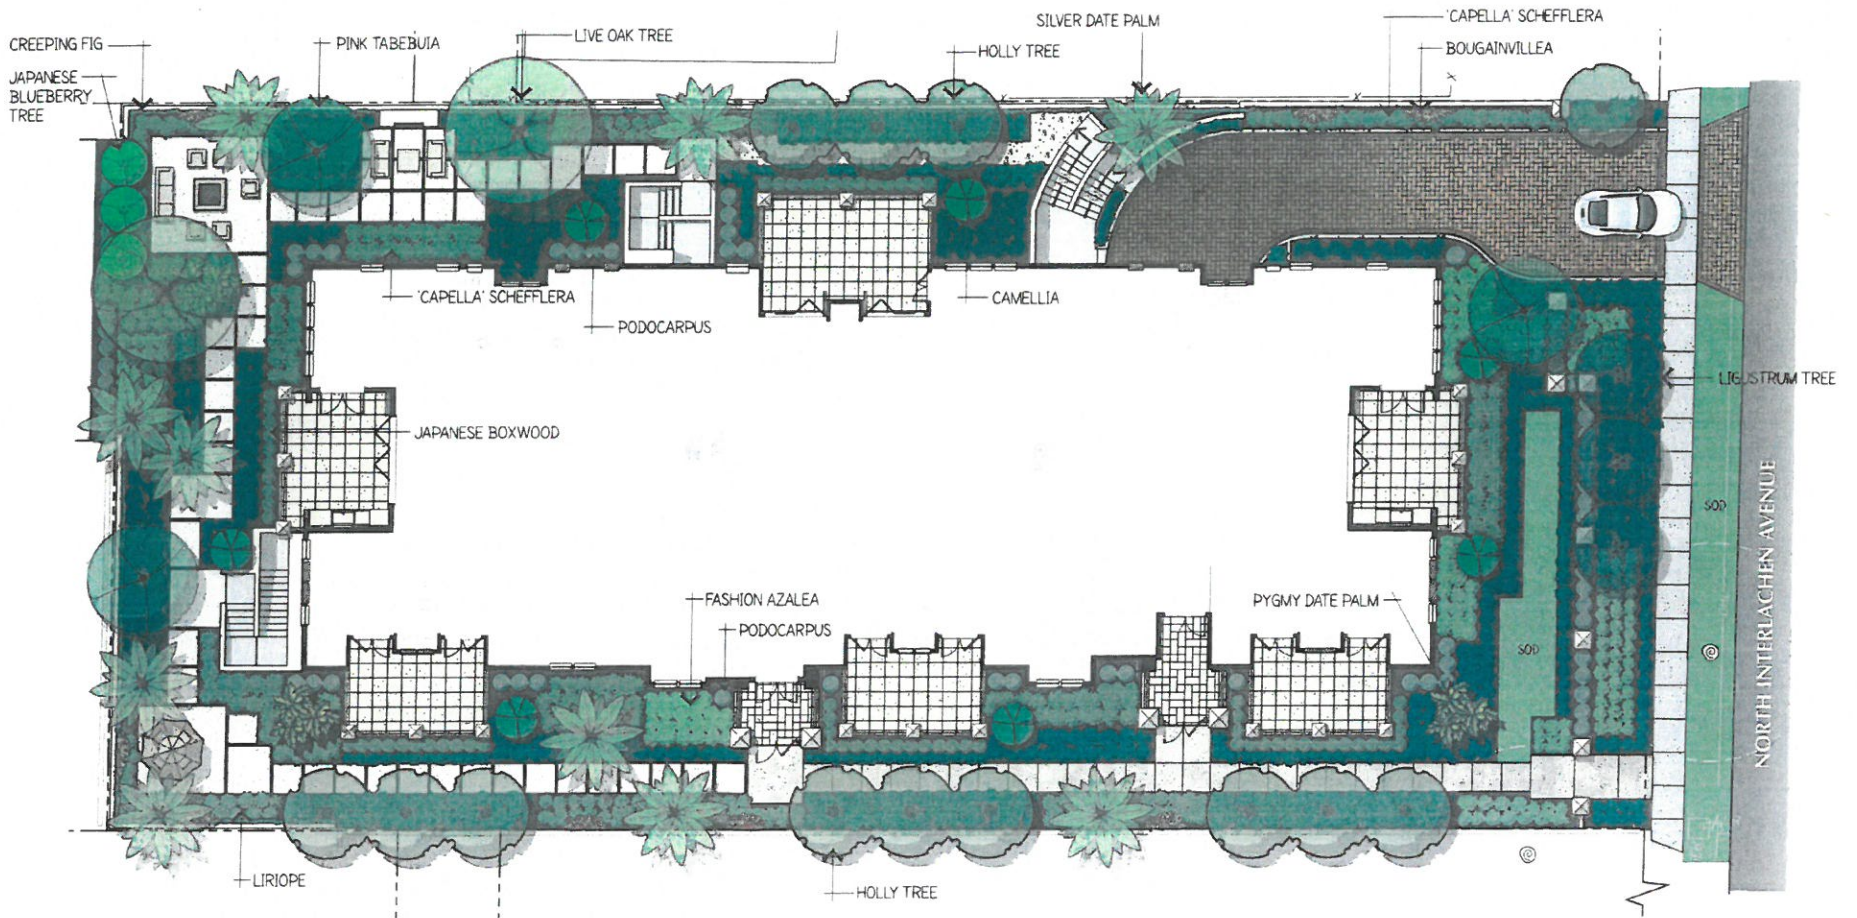 'CAPELLA' SCHEFFLERA
SILVER DATE PALM
LIVE OAK TREE
PINK TABEBUIA
CREEPING FIG
HOLLY TREE
BOUGAINVILLEA
JAPANESE
BLUEBERRY
TREE
'CAPELLA' SCHEFFLERA
CAMELLIA
PODOCARPUS
LIGUSTRUM TREE
JAPANESE BOXWOOD
SOD
NORTH INTERLACHEN AVENUE
FASHION AZALEA
PYGMY DATE PALM
PODOCARPUS
SOD
LIRIOPE
HOLLY TREE